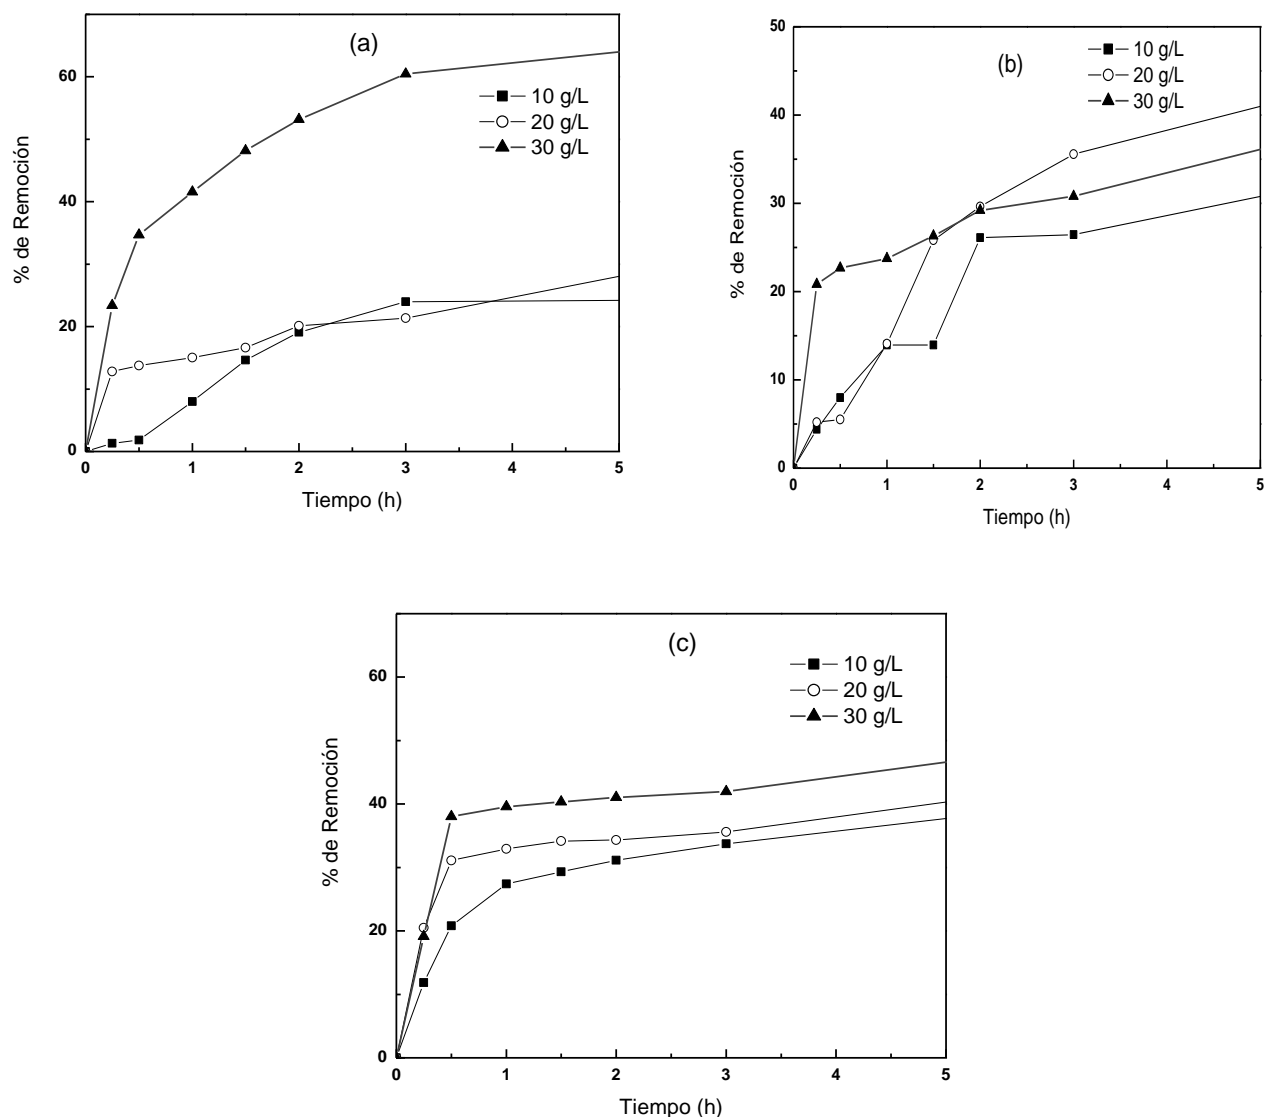 (a)
10 g/L
20 g/L
30 g/L
% de Remoción
60
40
20
0
0 1 2 3 4 5
Tiempo (h)
(b)
10 g/L
20 g/L
30 g/L
% de Remoción
50
40
30
20
10
0
0 1 2 3 4 5
Tiempo (h)
(c)
10 g/L
20 g/L
30 g/L
% de Remoción
60
40
20
0
0 1 2 3 4 5
Tiempo (h)